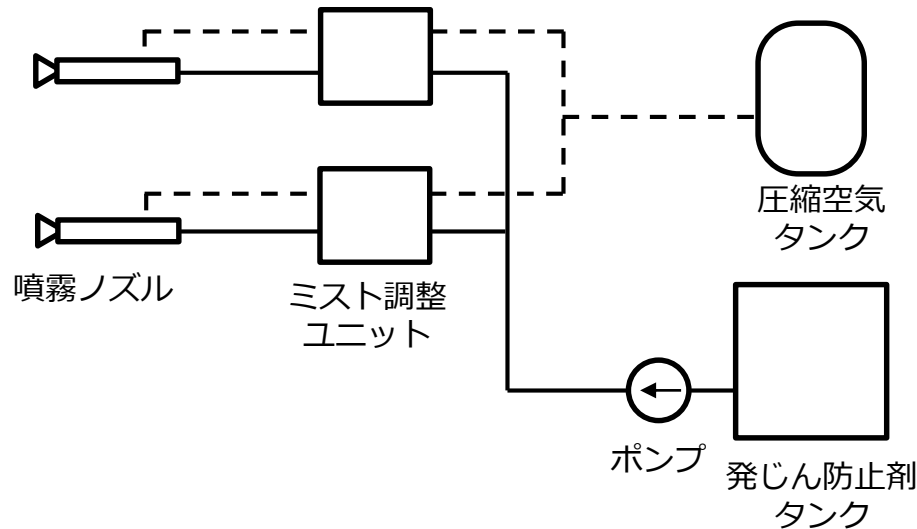 圧縮空気
タンク
噴霧ノズル
ミスト調整
ユニット
ポンプ
発じん防止剤
タンク